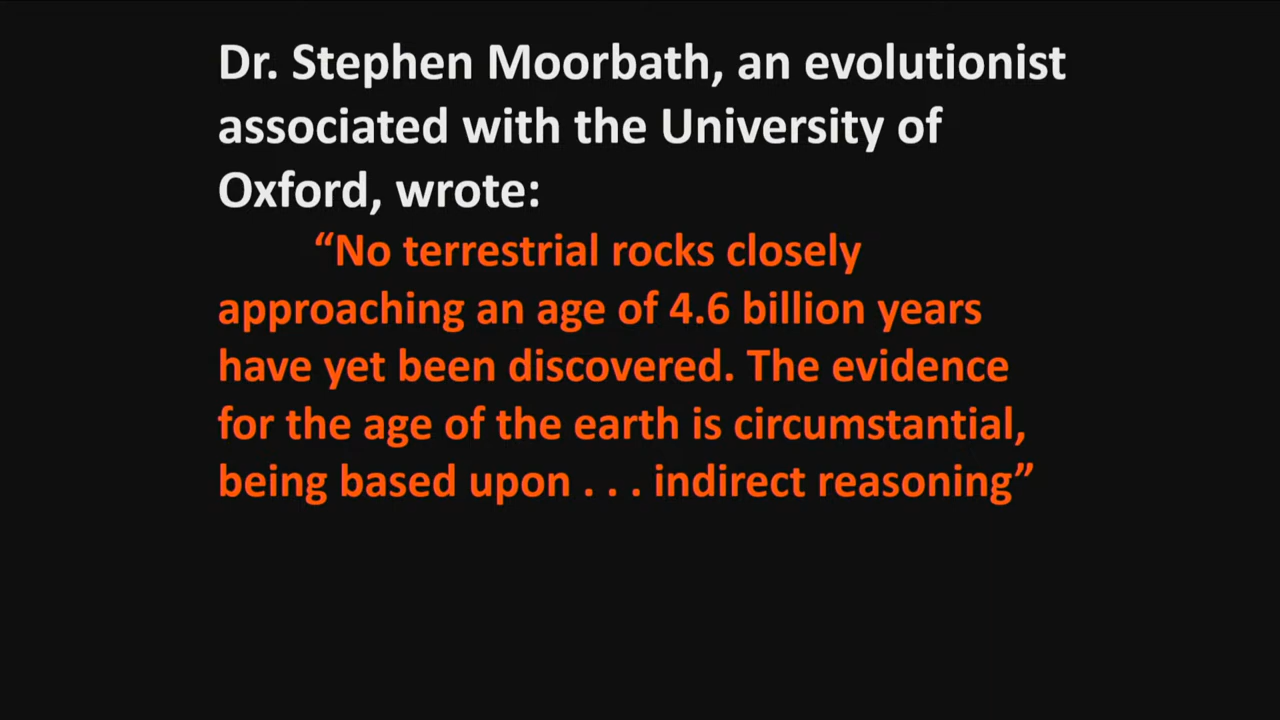 Dr. Stephen Moorbath, an evolutionist
associated with the University of
Oxford, wrote:
“No terrestrial rocks closely
approaching an age of 4.6 billion years
have yet been discovered. The evidence
for the age of the earth is circumstantial,
being based upon . . . indirect reasoning”